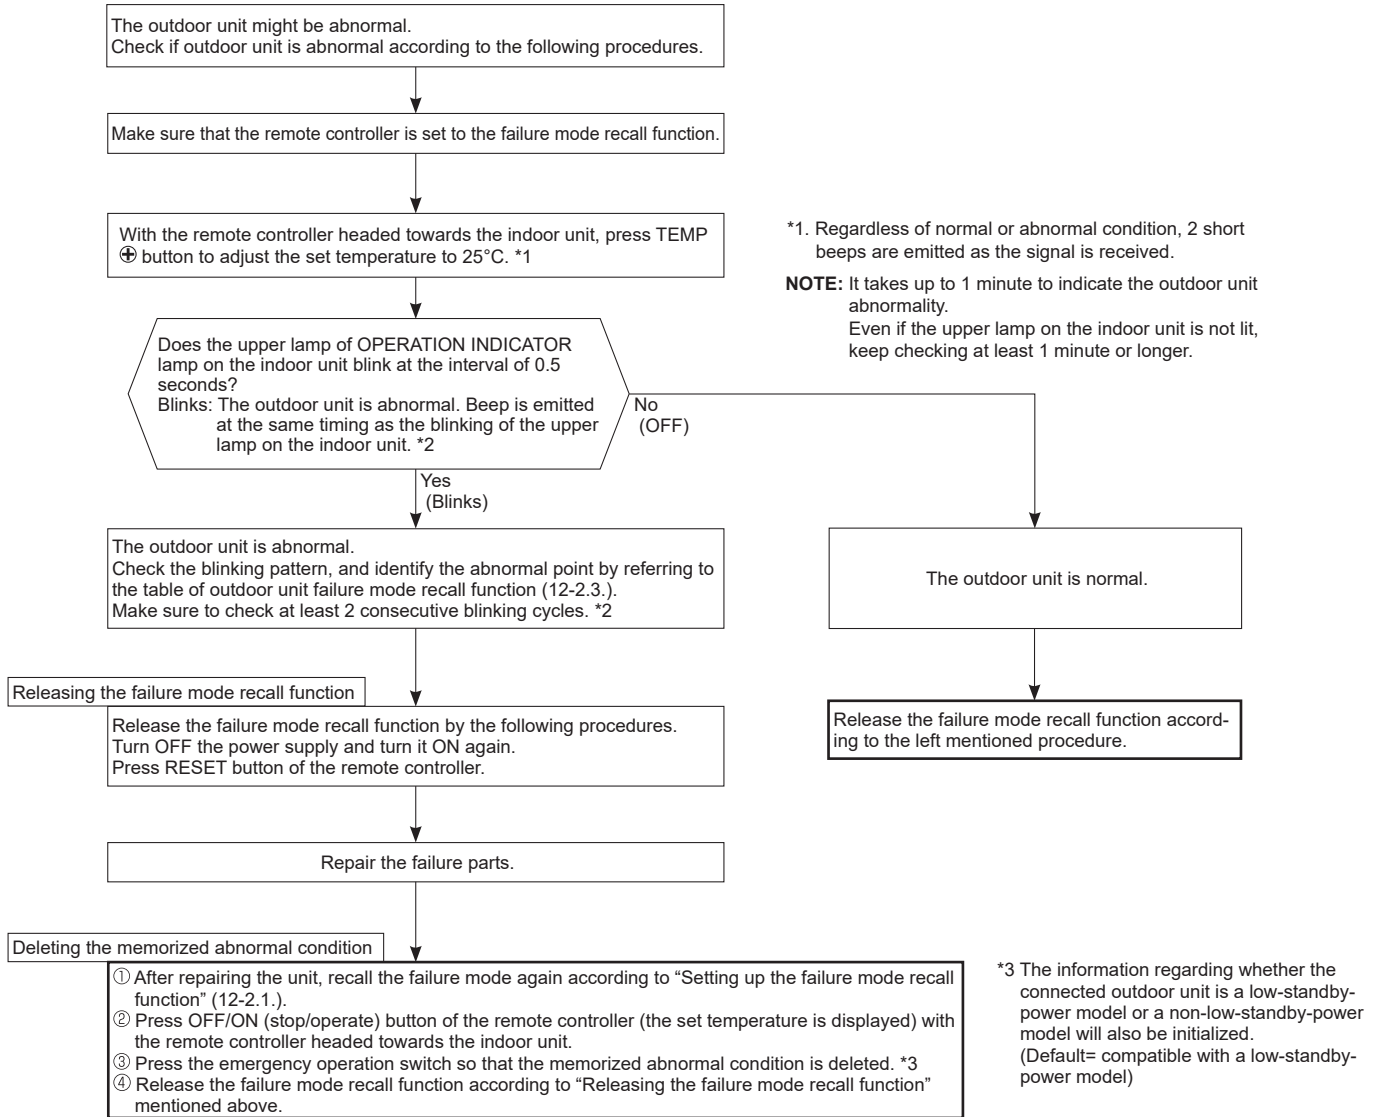 The outdoor unit might be abnormal.
Check if outdoor unit is abnormal according to the following procedures.
Make sure that the remote controller is set to the failure mode recall function.
With the remote controller headed towards the indoor unit, press TEMP
⊕ button to adjust the set temperature to 25°C. *1
*1. Regardless of normal or abnormal condition, 2 short
beeps are emitted as the signal is received.
NOTE: It takes up to 1 minute to indicate the outdoor unit
abnormality.
Even if the upper lamp on the indoor unit is not lit,
keep checking at least 1 minute or longer.
Does the upper lamp of OPERATION INDICATOR
lamp on the indoor unit blink at the interval of 0.5
seconds?
Blinks: The outdoor unit is abnormal. Beep is emitted
at the same timing as the blinking of the upper
lamp on the indoor unit. *2
No
(OFF)
Yes
(Blinks)
The outdoor unit is abnormal.
Check the blinking pattern, and identify the abnormal point by referring to
the table of outdoor unit failure mode recall function (12-2.3.).
Make sure to check at least 2 consecutive blinking cycles. *2
The outdoor unit is normal.
Releasing the failure mode recall function
Release the failure mode recall function by the following procedures.
Turn OFF the power supply and turn it ON again.
Press RESET button of the remote controller.
Release the failure mode recall function accord-
ing to the left mentioned procedure.
Repair the failure parts.
Deleting the memorized abnormal condition
① After repairing the unit, recall the failure mode again according to “Setting up the failure mode recall
function” (12-2.1.).
② Press OFF/ON (stop/operate) button of the remote controller (the set temperature is displayed) with
the remote controller headed towards the indoor unit.
③ Press the emergency operation switch so that the memorized abnormal condition is deleted. *3
④ Release the failure mode recall function according to “Releasing the failure mode recall function”
mentioned above.
*3 The information regarding whether the
connected outdoor unit is a low-standby-
power model or a non-low-standby-power
model will also be initialized.
(Default= compatible with a low-standby-
power model)